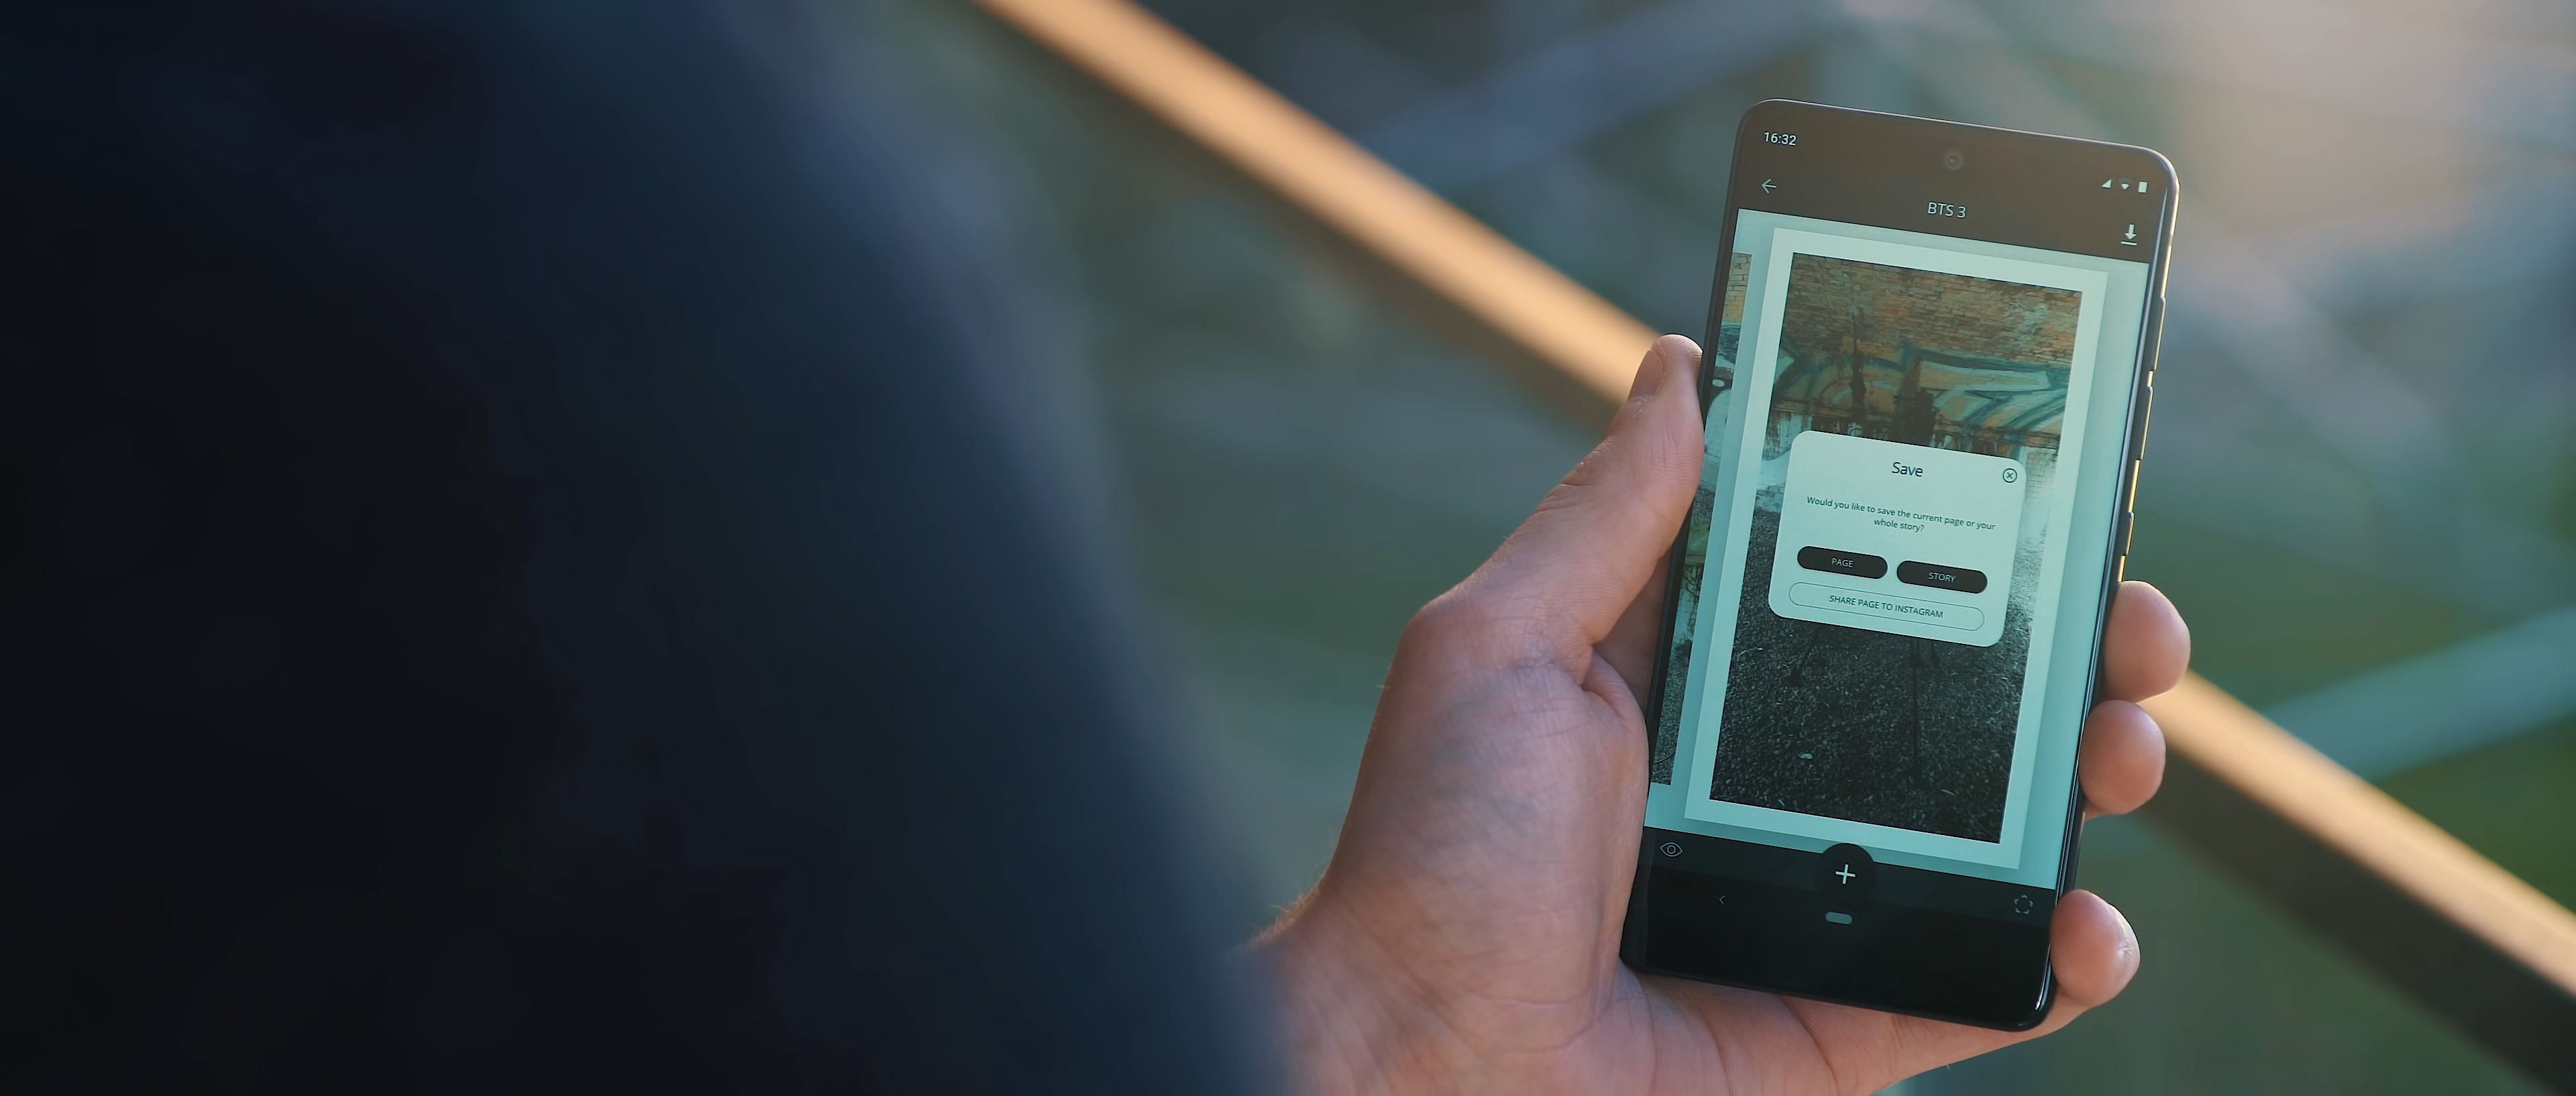 16:32
BTS 3
Save
Would you like to save the current page or your
whole story?
PAGE
STORY
SHARE PAGE TO INSTAGRAM